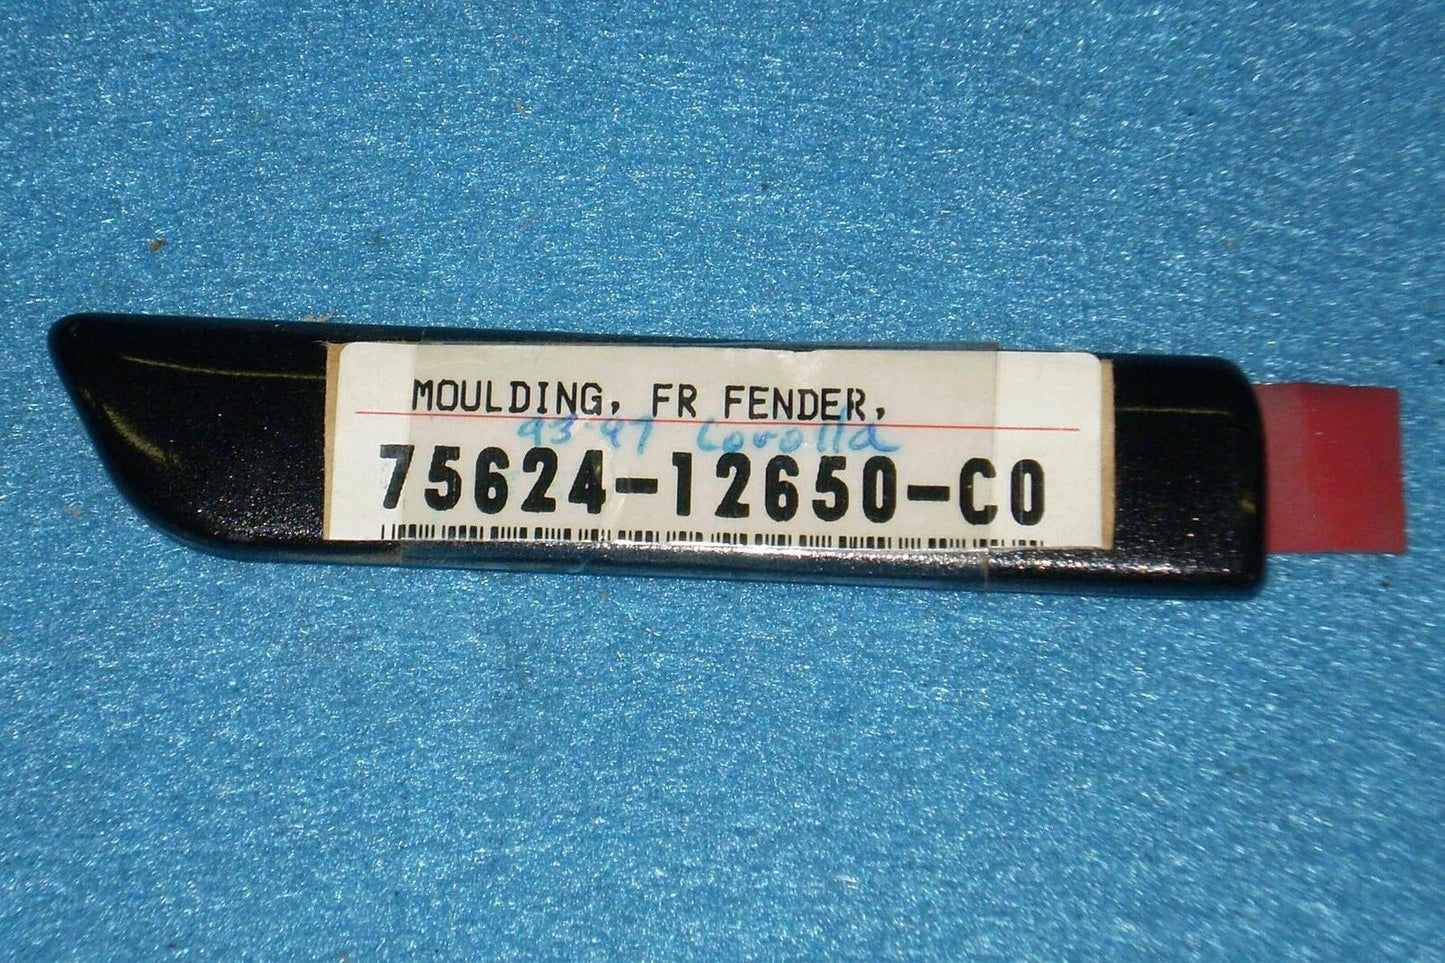 MOULDING, FR FENDER,
93-97 Corolla
75624-12650-C0